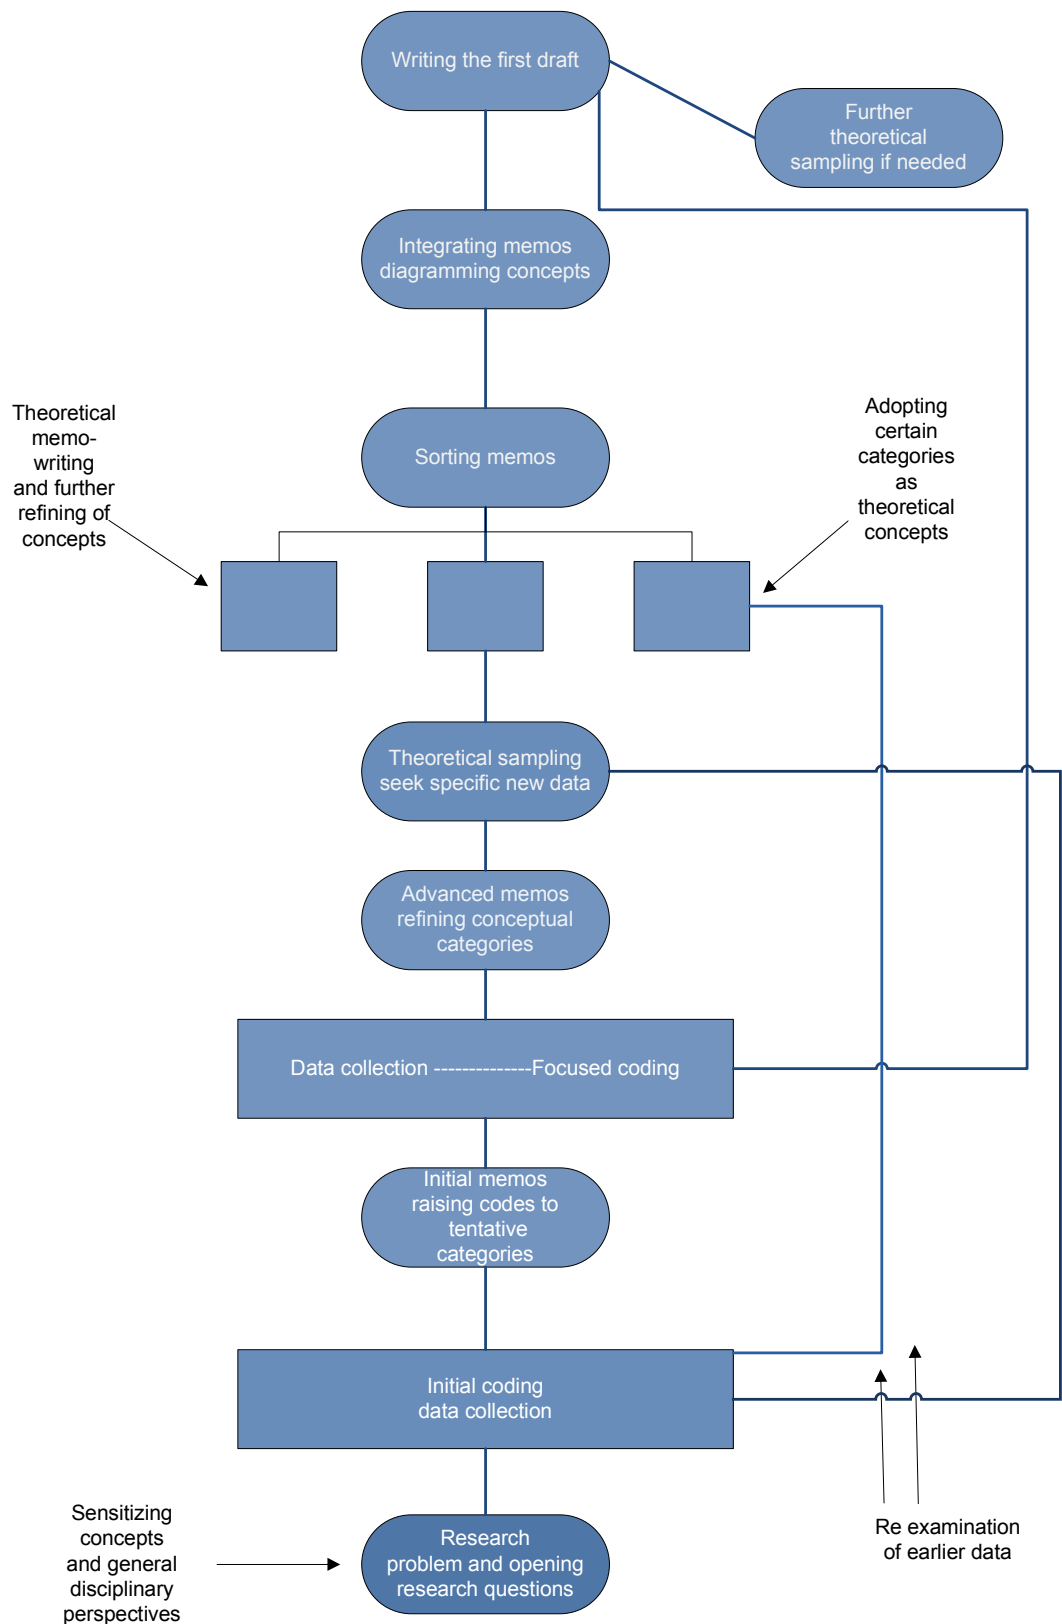 Writing the first draft
Further
theoretical
sampling if needed
Integrating memos
diagramming concepts
Theoretical
memo-
writing
and further
refining of
concepts
Sorting memos
Adopting
certain
categories
as
theoretical
concepts
Theoretical sampling
seek specific new data
Advanced memos
refining conceptual
categories
Data collection --------------Focused coding
Initial memos
raising codes to
tentative
categories
Initial coding
data collection
Sensitizing
concepts
and general
disciplinary
perspectives
Research
problem and opening
research questions
Re examination
of earlier data